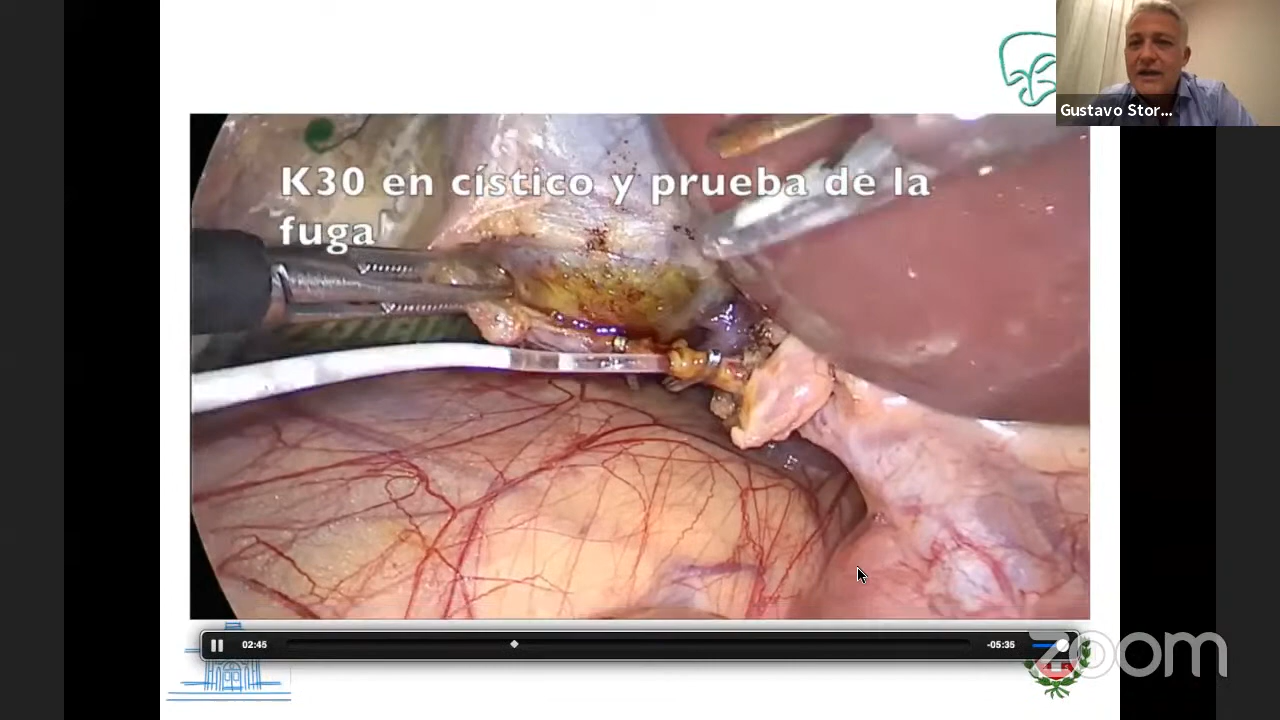 Gustavo Stor...
K30 en cístico y prueba de la
fuga
02:45
-05:35
zoom